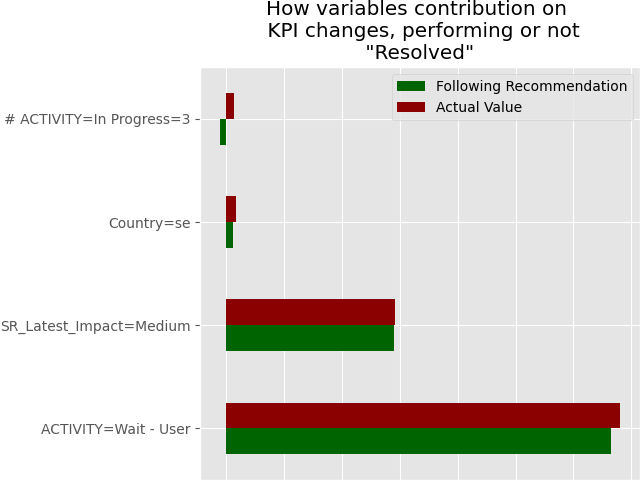 How variables contribution on
KPI changes, performing or not
"Resolved"
Following Recommendation
Actual Value
# ACTIVITY=In Progress=3
Country=se
SR_Latest_Impact=Medium
ACTIVITY=Wait - User